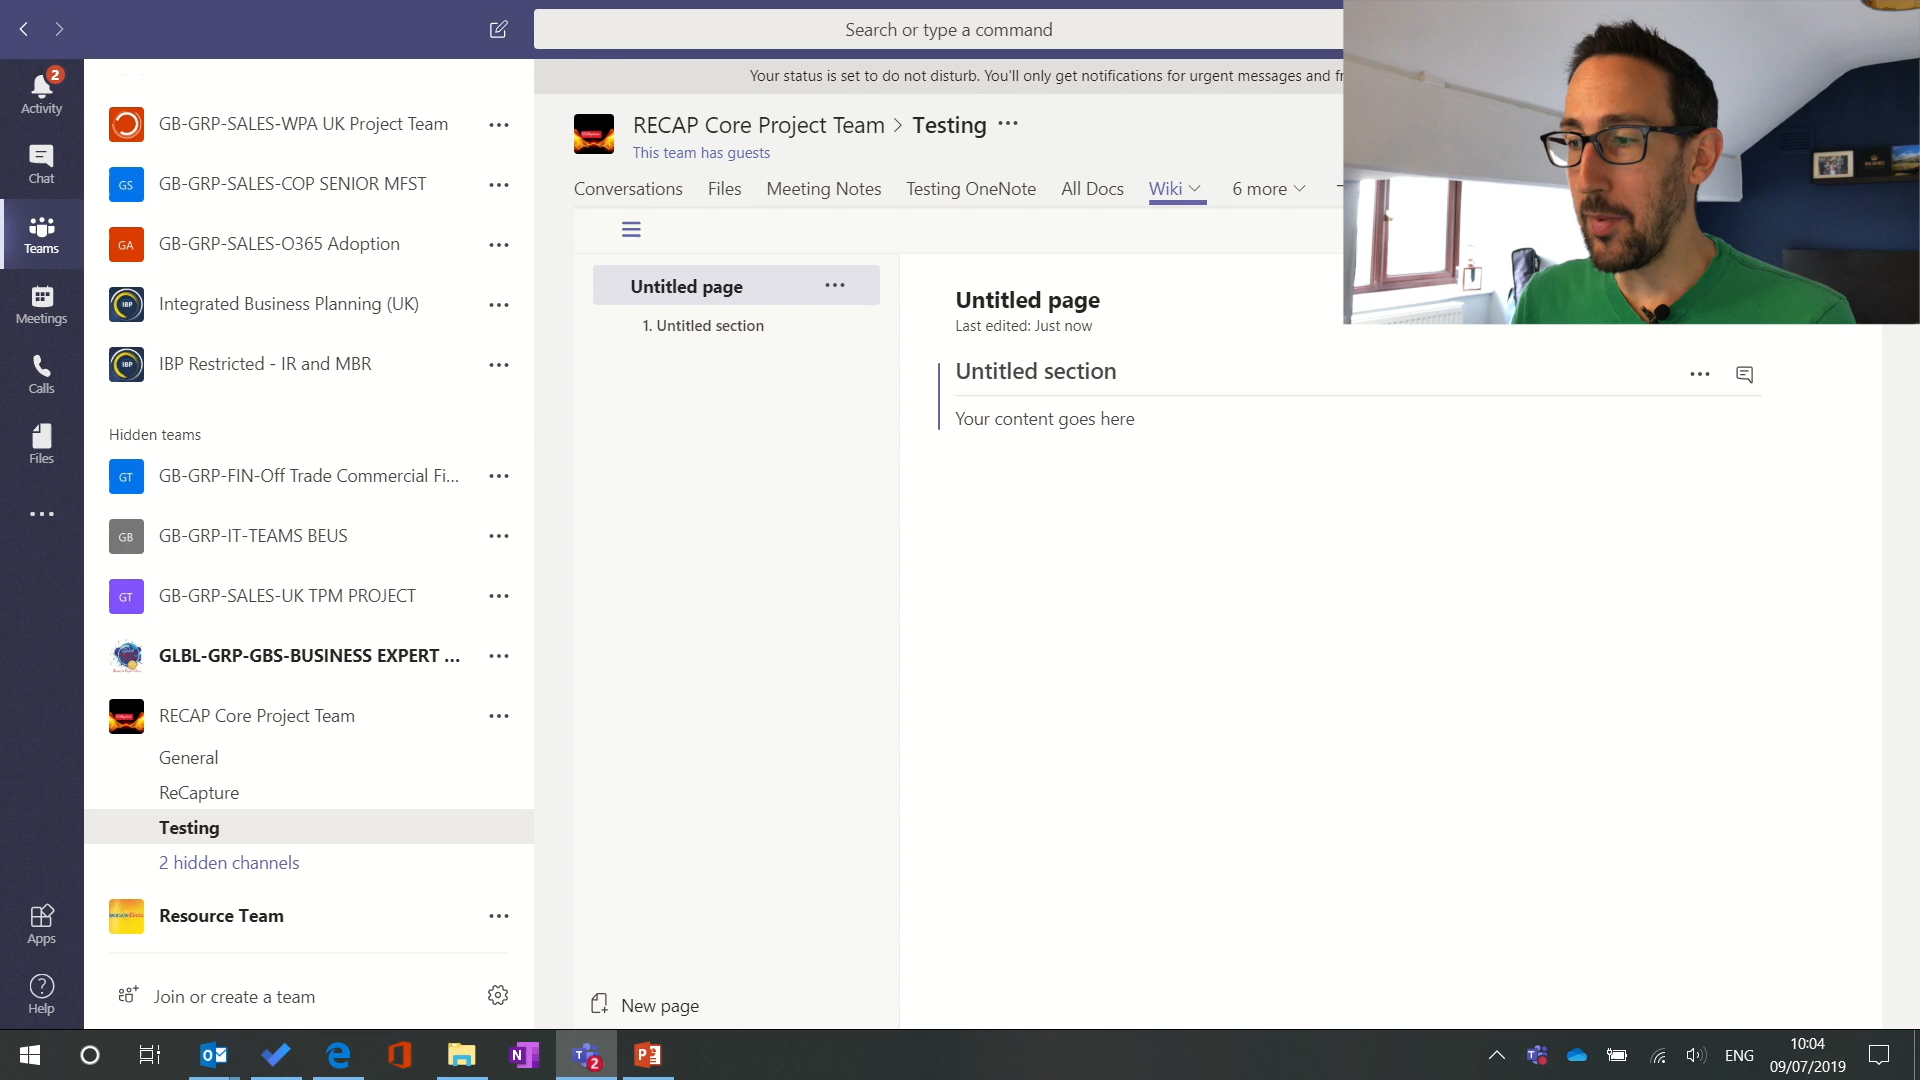 Search or type a command
2
Activity
Chat
Teams
Meetings
Calls
Files
Apps
Help
GB-GRP-SALES-WPA UK Project Team
GS
GB-GRP-SALES-COP SENIOR MFST
GA
GB-GRP-SALES-O365 Adoption
IBP
Integrated Business Planning (UK)
IBP
IBP Restricted - IR and MBR
Hidden teams
GT
GB-GRP-FIN-Off Trade Commercial Fi...
GB
GB-GRP-IT-TEAMS BEUS
GT
GB-GRP-SALES-UK TPM PROJECT
GLBL-GRP-GBS-BUSINESS EXPERT ...
RECAP Core Project Team
General
ReCapture
Testing
2 hidden channels
Resource Team
Join or create a team
Your status is set to do not disturb. You'll only get notifications for urgent messages and
RECAP Core Project Team > Testing
This team has guests
Conversations Files Meeting Notes Testing OneNote All Docs Wiki 6 more
Untitled page
1. Untitled section
New page
Untitled page
Last edited: Just now
Untitled section
Your content goes here
2
ENG
10:04
09/07/2019